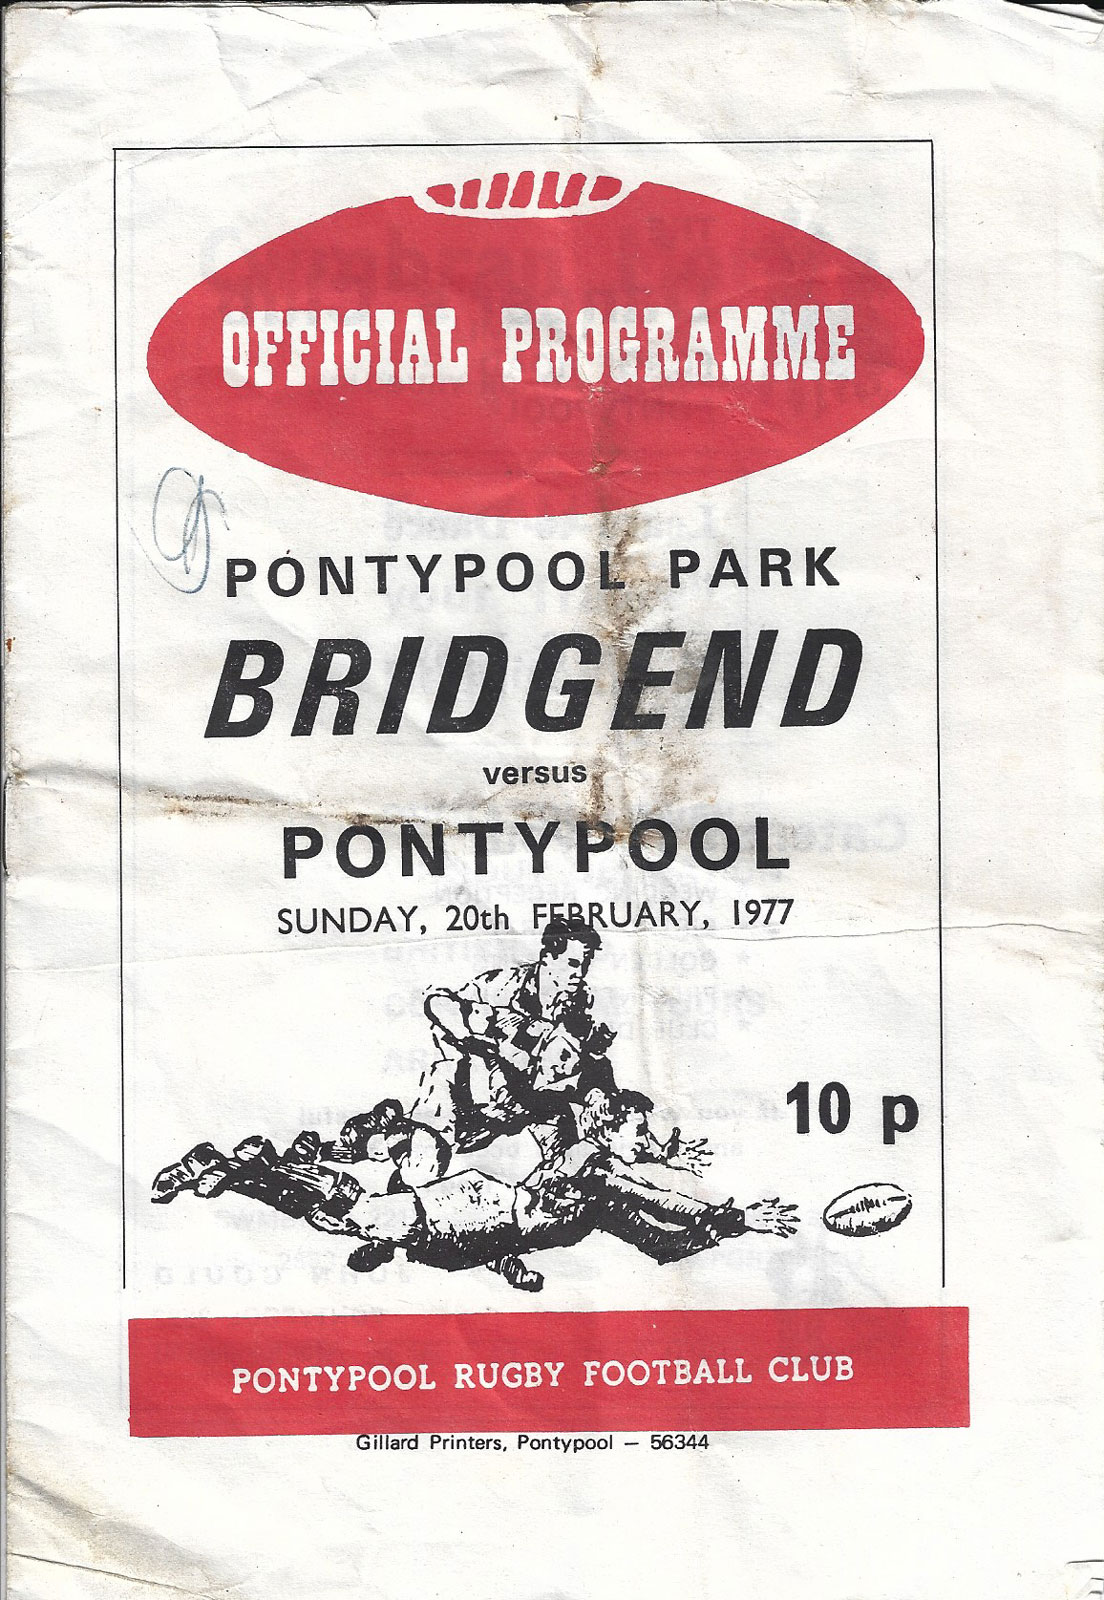 OFFICIAL PROGRAMME
PONTYPOOL PARK
BRIDGEND
versus
PONTYPOOL
SUNDAY, 20th FEBRUARY, 1977
10 p
PONTYPOOL RUGBY FOOTBALL CLUB
Gillard Printers, Pontypool — 56344